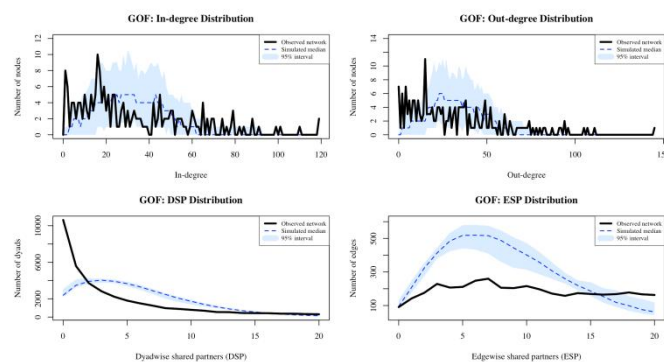 GOF: In-degree Distribution
Number of nodes
0 2 4 6 8 10 12
Observed network
Simulated median
95% interval
0 20 40 60 80 100 120
In-degree
GOF: Out-degree Distribution
Number of nodes
0 2 4 6 8 10 14
Observed network
Simulated median
95% interval
0 50 100 150
Out-degree
GOF: DSP Distribution
Number of dyads
2000 6000 10000
Observed network
Simulated median
95% interval
0 5 10 15 20
Dyadwise shared partners (DSP)
GOF: ESP Distribution
Number of edges
100 300 500
Observed network
Simulated median
95% interval
0 5 10 15 20
Edgewise shared partners (ESP)